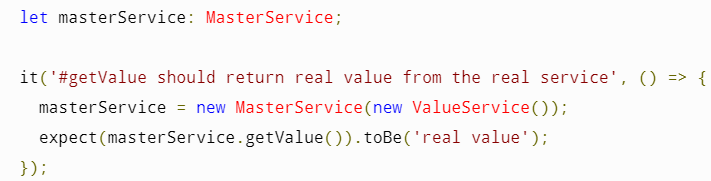 let masterService: MasterService;
it('#getValue should return real value from the real service', () => {
masterService = new MasterService(new ValueService());
expect(masterService.getValue()).toBe('real value');
});